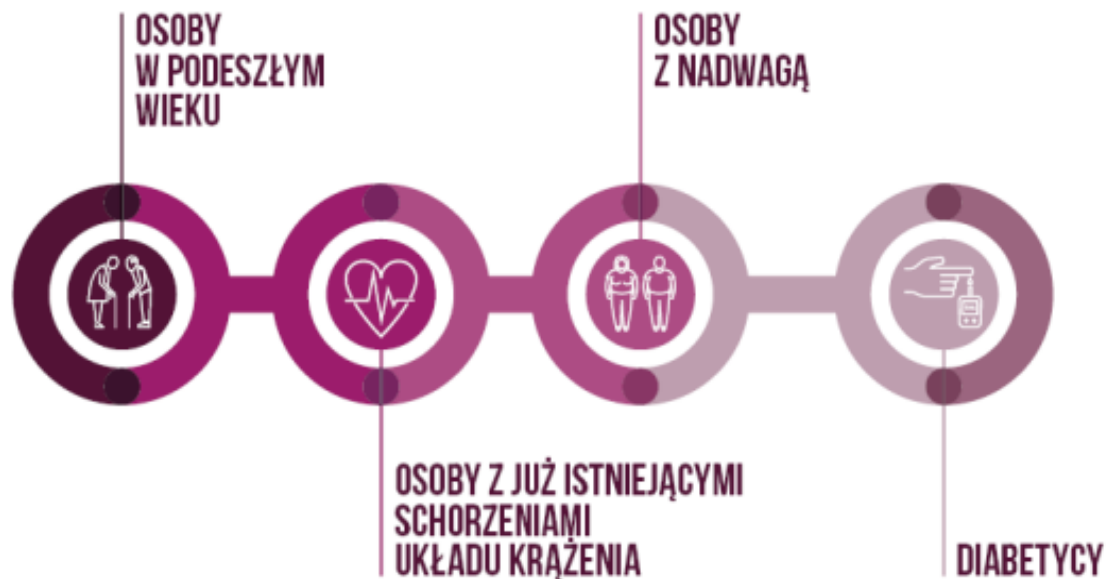 OSOBY
W PODESZŁYM
WIEKU
OSOBY
Z NADWAGĄ
OSOBY Z JUŻ ISTNIEJĄCYMI
SCHORZENIAMI
UKŁADU KRĄŻENIA
DIABETYCY